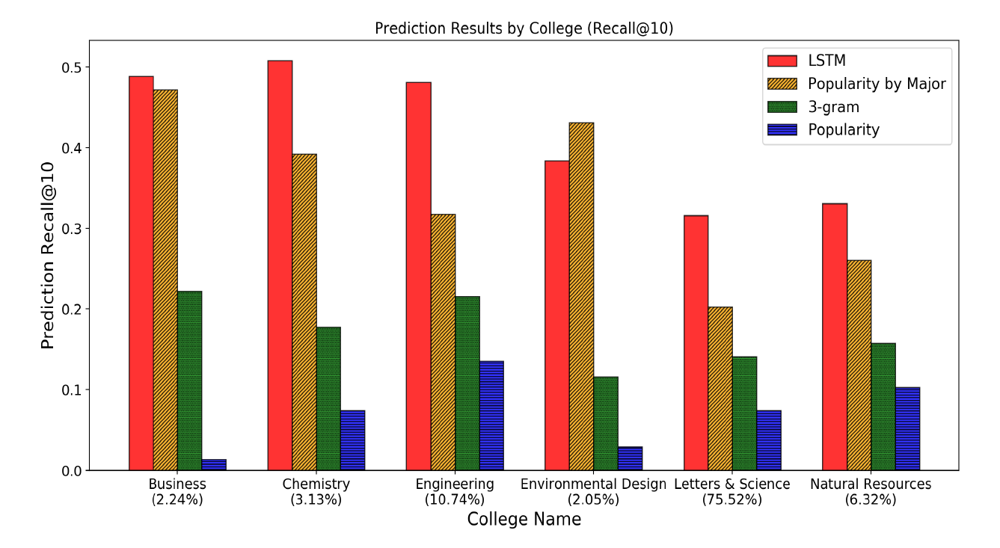 Prediction Results by College (Recall@10)
LSTM
Popularity by Major
3-gram
Popularity
Prediction Recall@10
0.5
0.4
0.3
0.2
0.1
0.0
Business
(2.24%)
Chemistry
(3.13%)
Engineering
(10.74%)
Environmental Design
(2.05%)
Letters & Science
(75.52%)
Natural Resources
(6.32%)
College Name